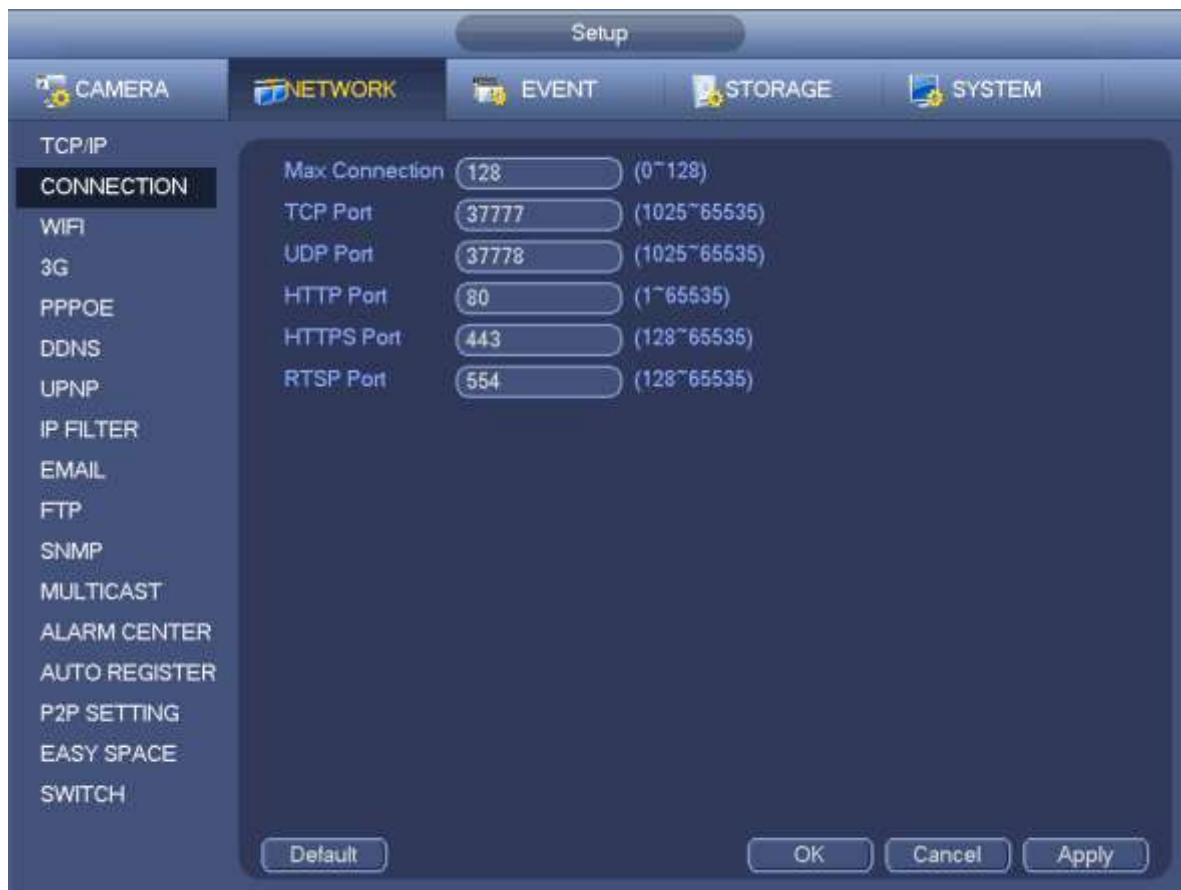 Setup
CAMERA NETWORK EVENT STORAGE SYSTEM
TCP/IP
CONNECTION
WIFI
3G
PPPOE
DDNS
UPNP
IP FILTER
EMAIL
FTP
SNMP
MULTICAST
ALARM CENTER
AUTO REGISTER
P2P SETTING
EASY SPACE
SWITCH
Max Connection 128 (0~128)
TCP Port 37777 (1025~65535)
UDP Port 37778 (1025~65535)
HTTP Port 80 (1~65535)
HTTPS Port 443 (128~65535)
RTSP Port 554 (128~65535)
Default OK Cancel Apply